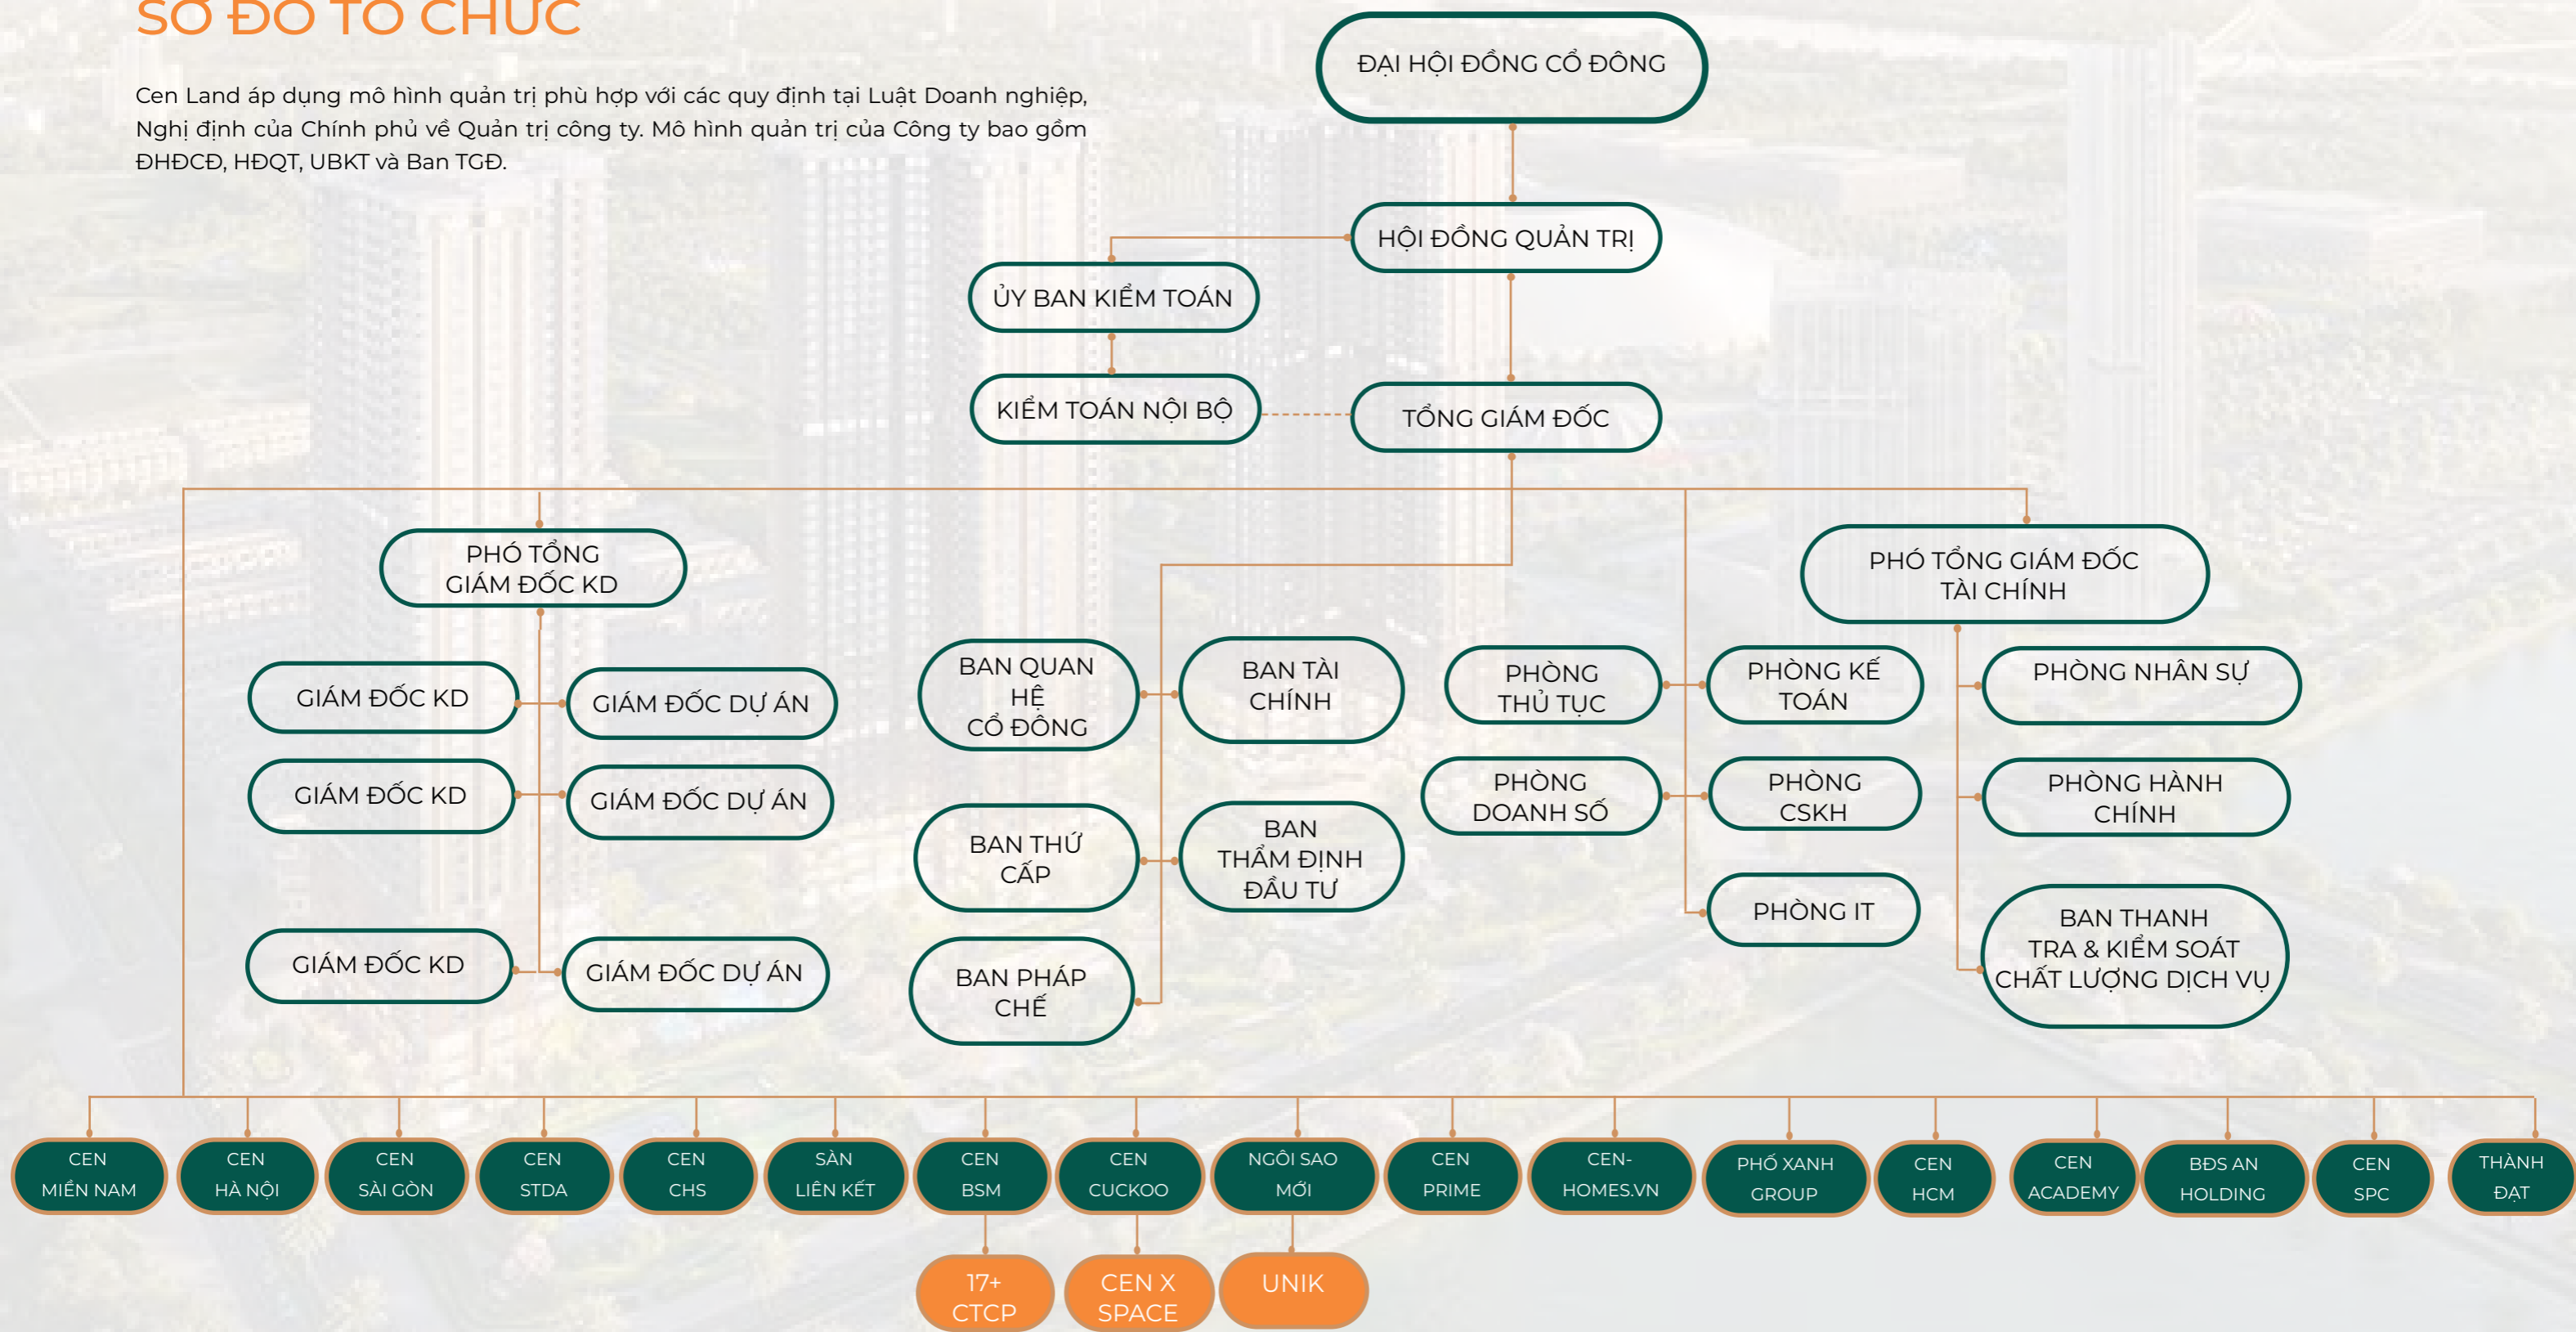 SƠ ĐỒ TỔ CHỨC
Cen Land áp dụng mô hình quản trị phù hợp với các quy định tại Luật Doanh nghiệp,
Nghị định của Chính phủ về Quản trị công ty. Mô hình quản trị của Công ty bao gồm
ĐHĐCĐ, HĐQT, UBKT và Ban TGĐ.
ĐẠI HỘI ĐỒNG CỔ ĐÔNG
HỘI ĐỒNG QUẢN TRỊ
ỦY BAN KIỂM TOÁN
KIỂM TOÁN NỘI BỘ
TỔNG GIÁM ĐỐC
PHÓ TỔNG
GIÁM ĐỐC KD
PHÓ TỔNG GIÁM ĐỐC
TÀI CHÍNH
GIÁM ĐỐC KD
GIÁM ĐỐC DỰ ÁN
GIÁM ĐỐC KD
GIÁM ĐỐC DỰ ÁN
GIÁM ĐỐC KD
GIÁM ĐỐC DỰ ÁN
BAN QUAN
HỆ
CỔ ĐÔNG
BAN TÀI
CHÍNH
BAN THỨ
CẤP
BAN
THẨM ĐỊNH
ĐẦU TƯ
BAN PHÁP
CHẾ
PHÒNG
THỦ TỤC
PHÒNG KẾ
TOÁN
PHÒNG
DOANH SỐ
PHÒNG
CSKH
PHÒNG IT
PHÒNG NHÂN SỰ
PHÒNG HÀNH
CHÍNH
BAN THANH
TRA & KIỂM SOÁT
CHẤT LƯỢNG DỊCH VỤ
CEN
MIỀN NAM
CEN
HÀ NỘI
CEN
SÀI GÒN
CEN
STDA
CEN
CHS
SÀN
LIÊN KẾT
CEN
BSM
CEN
CUCKOO
NGÔI SAO
MỚI
CEN
PRIME
CEN-
HOMES.VN
PHỐ XANH
GROUP
CEN
HCM
CEN
ACADEMY
BĐS AN
HOLDING
CEN
SPC
THÀNH
ĐẠT
17+
CTCP
CEN X
SPACE
UNIK